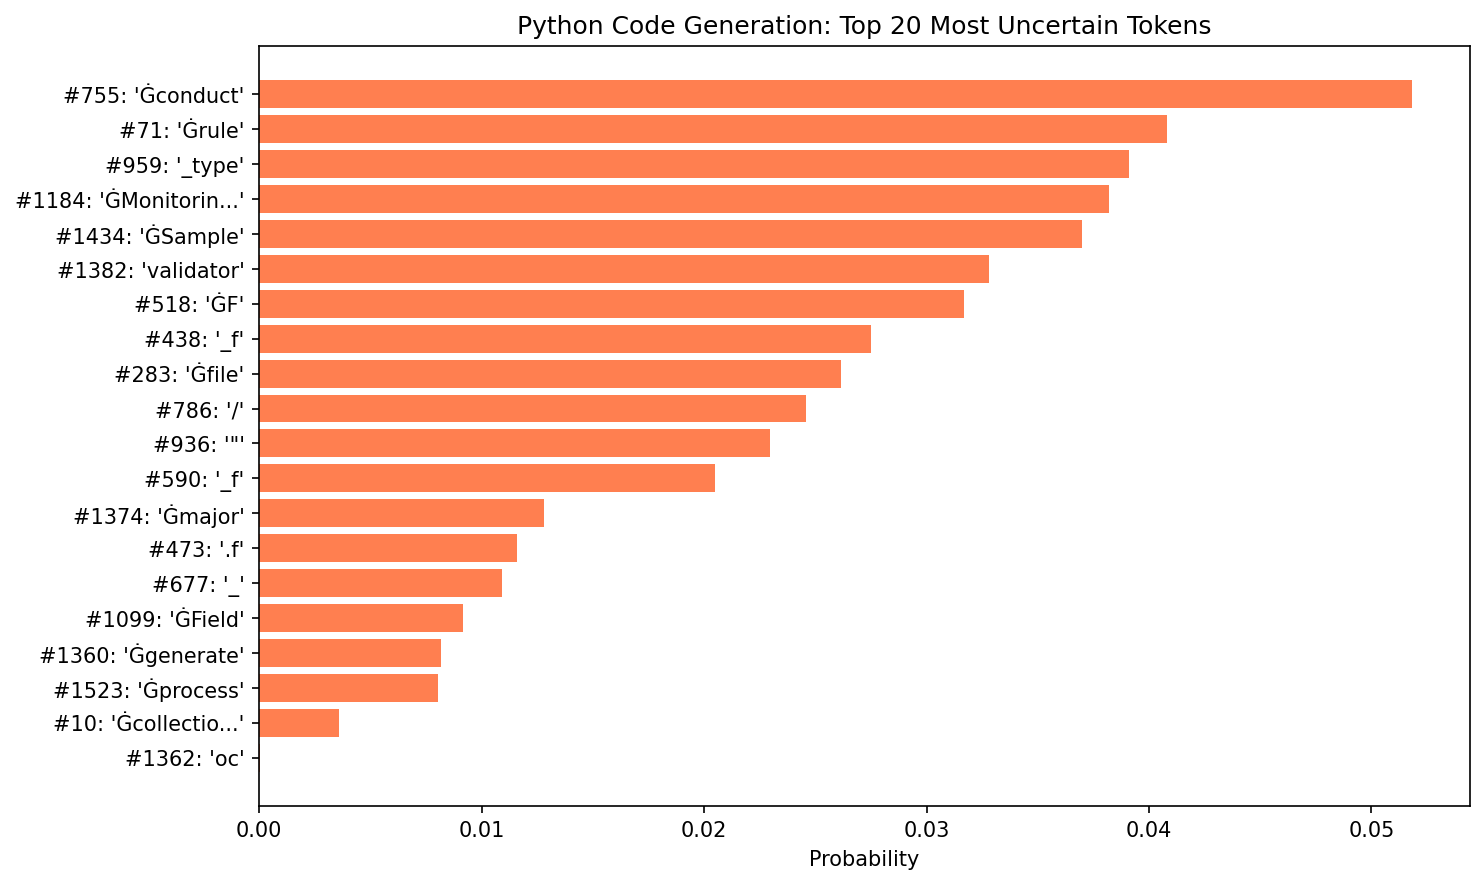 Python Code Generation: Top 20 Most Uncertain Tokens
#755: 'Ġconduct'
#71: 'Ġrule'
#959: '_type'
#1184: 'ĠMonitorin...'
#1434: 'ĠSample'
#1382: 'validator'
#518: 'ĠF'
#438: '_f'
#283: 'Ġfile'
#786: '/'
#936: '"'
#590: '_f'
#1374: 'Ġmajor'
#473: '.f'
#677: '_'
#1099: 'ĠField'
#1360: 'Ġgenerate'
#1523: 'Ġprocess'
#10: 'Ġcollectio...'
#1362: 'oc'
0.00 0.01 0.02 0.03 0.04 0.05
Probability